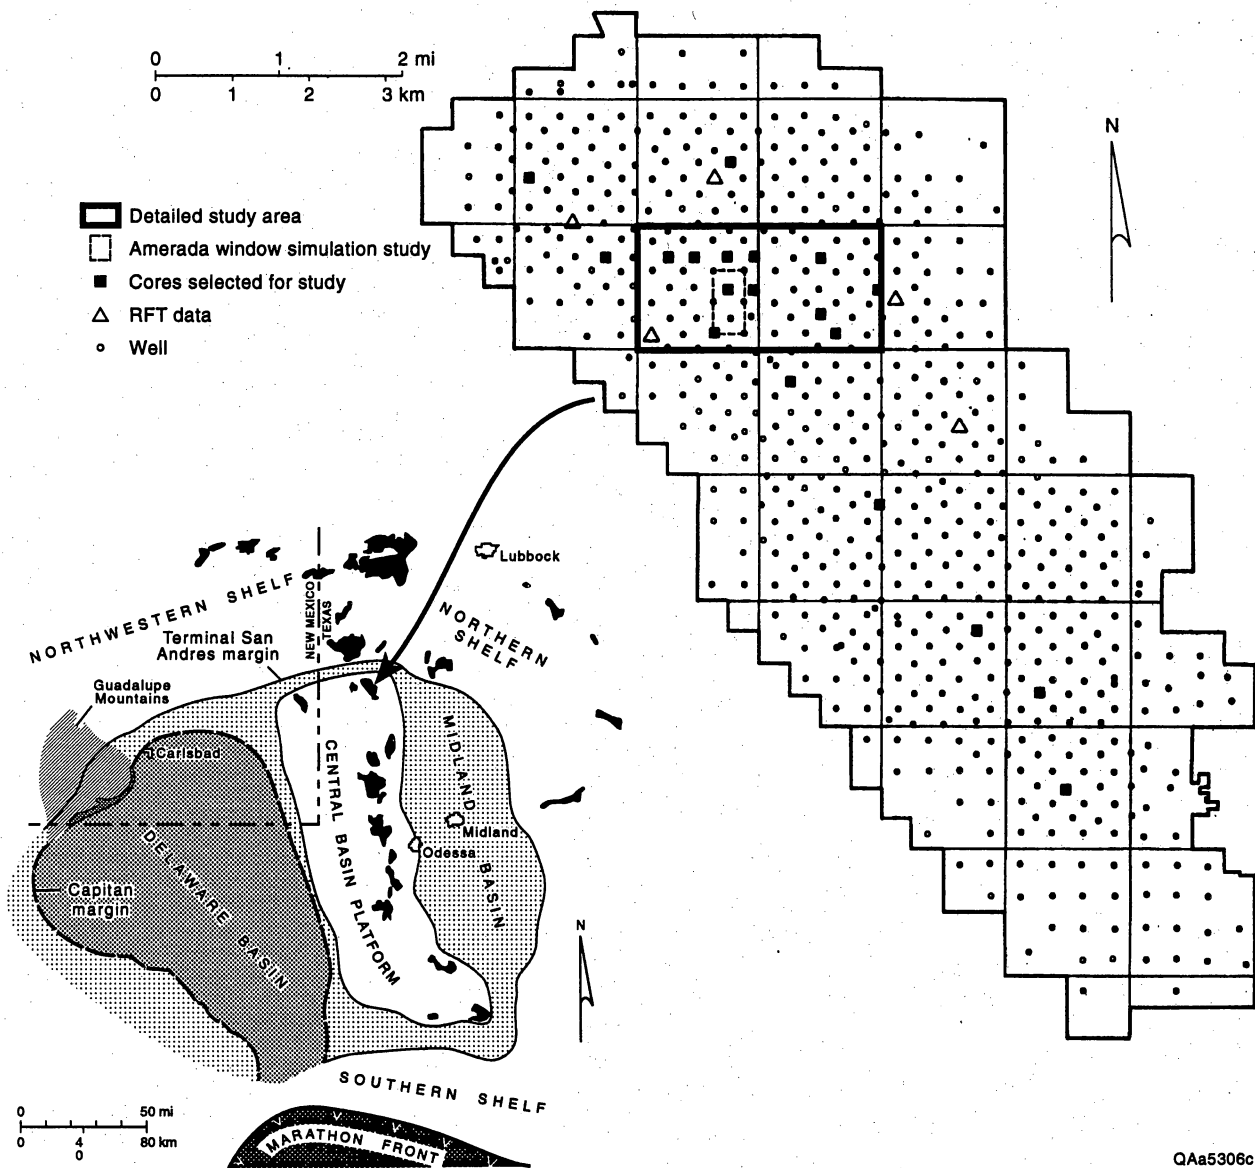 0 1 2 mi
0 1 2 3 km
N
Detailed study area
Amerada window simulation study
Cores selected for study
RFT data
Well
Lubbock
NORTHWESTERN SHELF
NEW MEXICO
TEXAS
NORTHERN
SHELF
Terminal San
Andres margin
Guadalupe
Mountains
Carlsbad
MIDLAND BASIN
CENTRAL BASIN PLATFORM
Midland
Odessa
DELAWARE BASIN
Capitan
margin
N
SOUTHERN SHELF
0 50 mi
0 40 80 km
MARATHON FRONT
QAa5306c